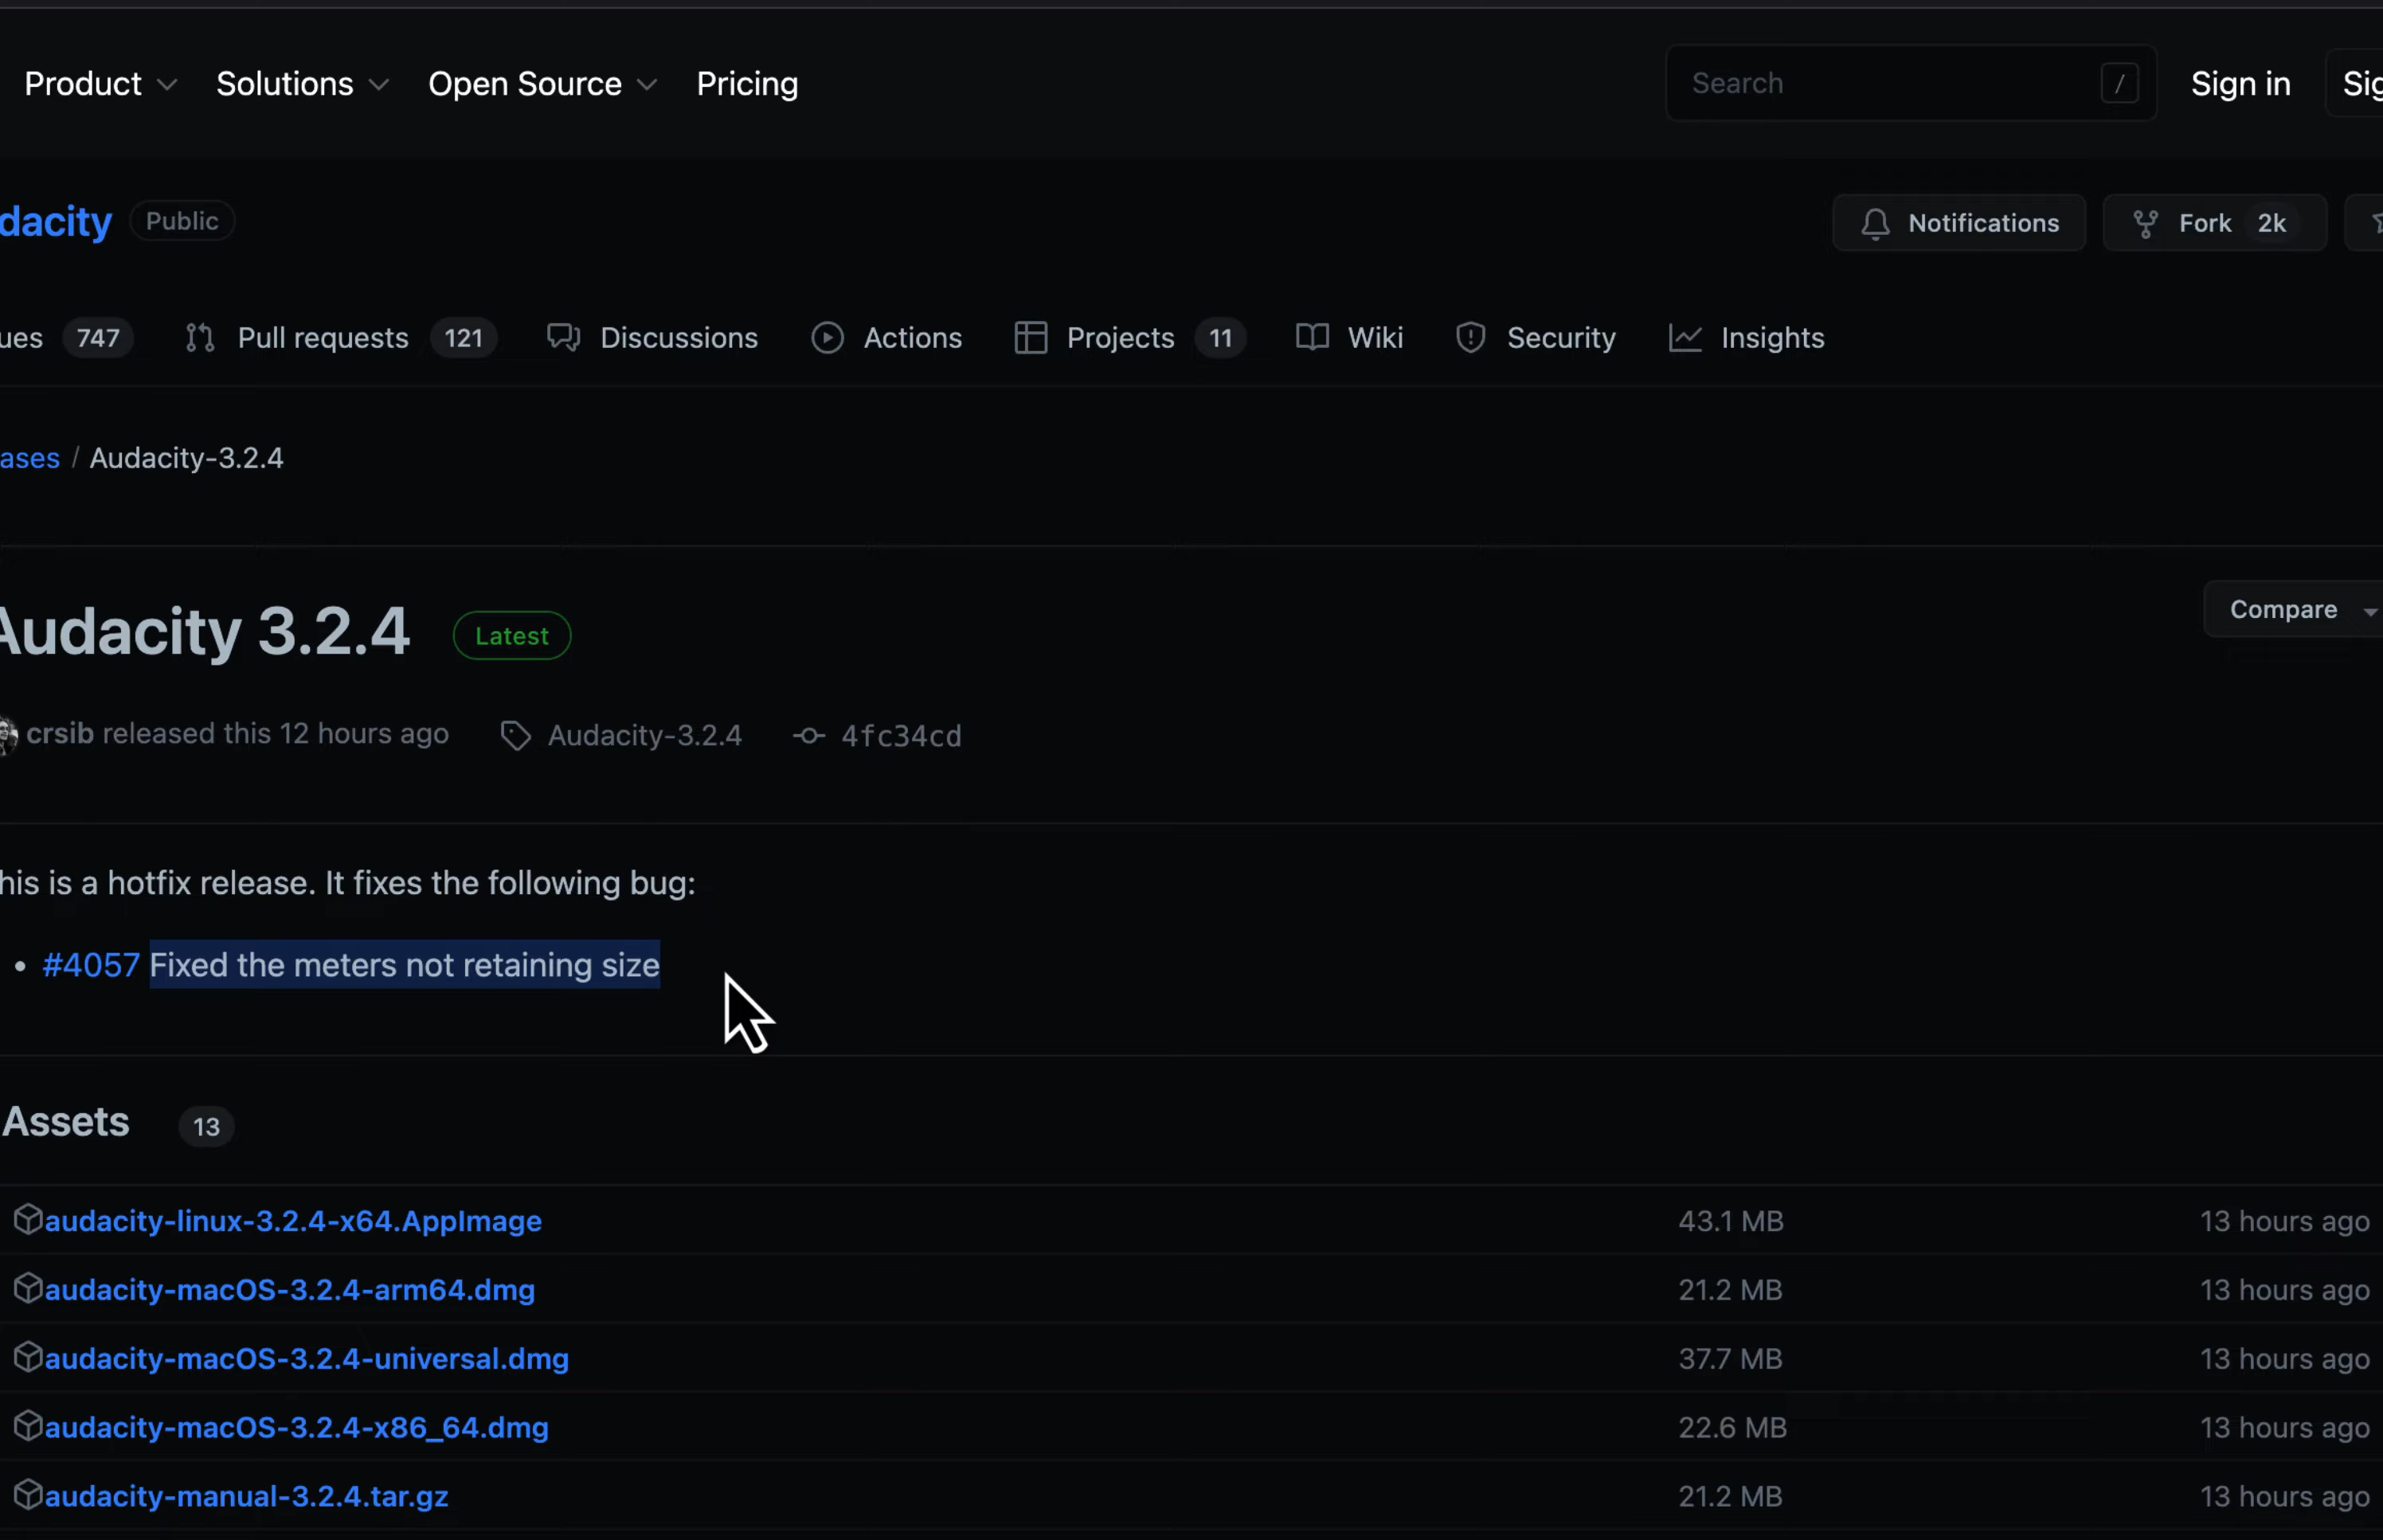 Product Solutions Open Source Pricing Search / Sign in Sig
dacity Public Notifications Fork 2k
ues 747 Pull requests 121 Discussions Actions Projects 11 Wiki Security Insights
ases / Audacity-3.2.4
Audacity 3.2.4 Latest Compare
crsib released this 12 hours ago Audacity-3.2.4 4fc34cd
his is a hotfix release. It fixes the following bug:
• #4057 Fixed the meters not retaining size
Assets 13
audacity-linux-3.2.4-x64.AppImage 43.1 MB 13 hours ago
audacity-macOS-3.2.4-arm64.dmg 21.2 MB 13 hours ago
audacity-macOS-3.2.4-universal.dmg 37.7 MB 13 hours ago
audacity-macOS-3.2.4-x86_64.dmg 22.6 MB 13 hours ago
audacity-manual-3.2.4.tar.gz 21.2 MB 13 hours ago